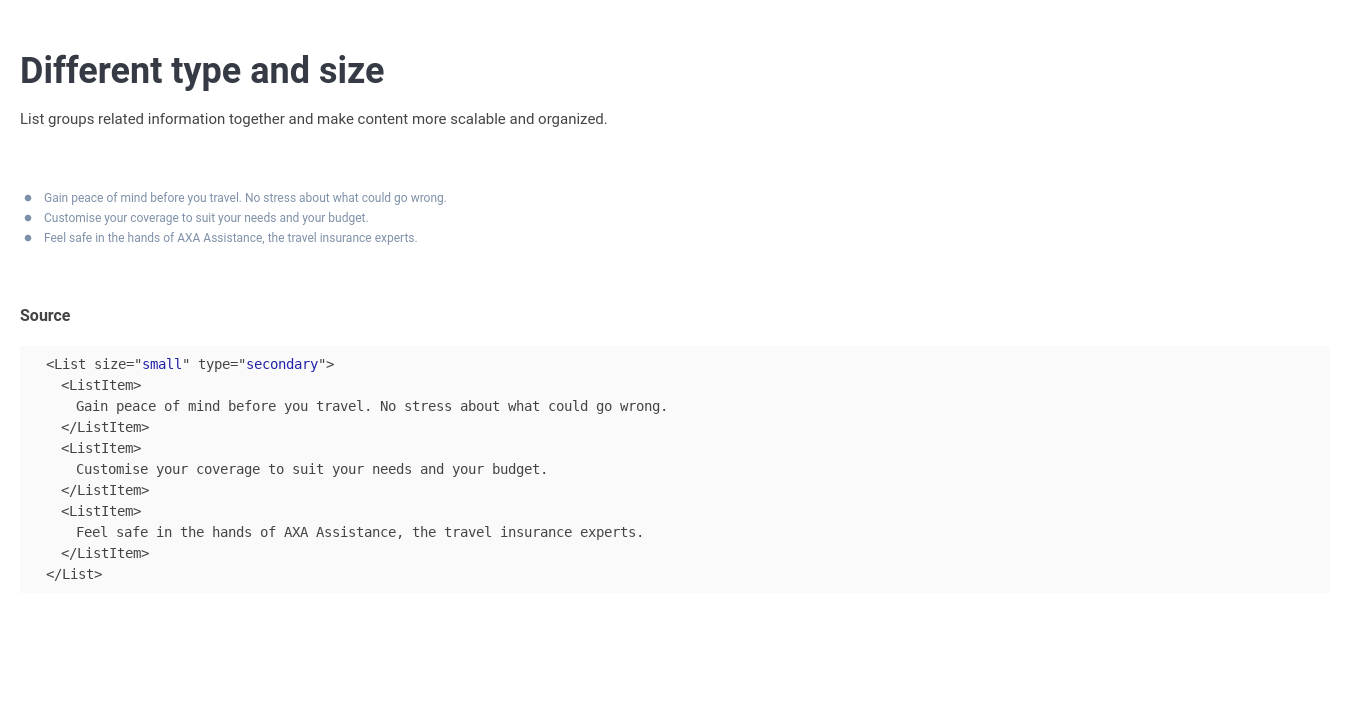 Different type and size
List groups related information together and make content more scalable and organized.
Gain peace of mind before you travel. No stress about what could go wrong.
Customise your coverage to suit your needs and your budget.
Feel safe in the hands of AXA Assistance, the travel insurance experts.
Source
<List size="small" type="secondary">
<ListItem>
Gain peace of mind before you travel. No stress about what could go wrong.
</ListItem>
<ListItem>
Customise your coverage to suit your needs and your budget.
</ListItem>
<ListItem>
Feel safe in the hands of AXA Assistance, the travel insurance experts.
</ListItem>
</List>